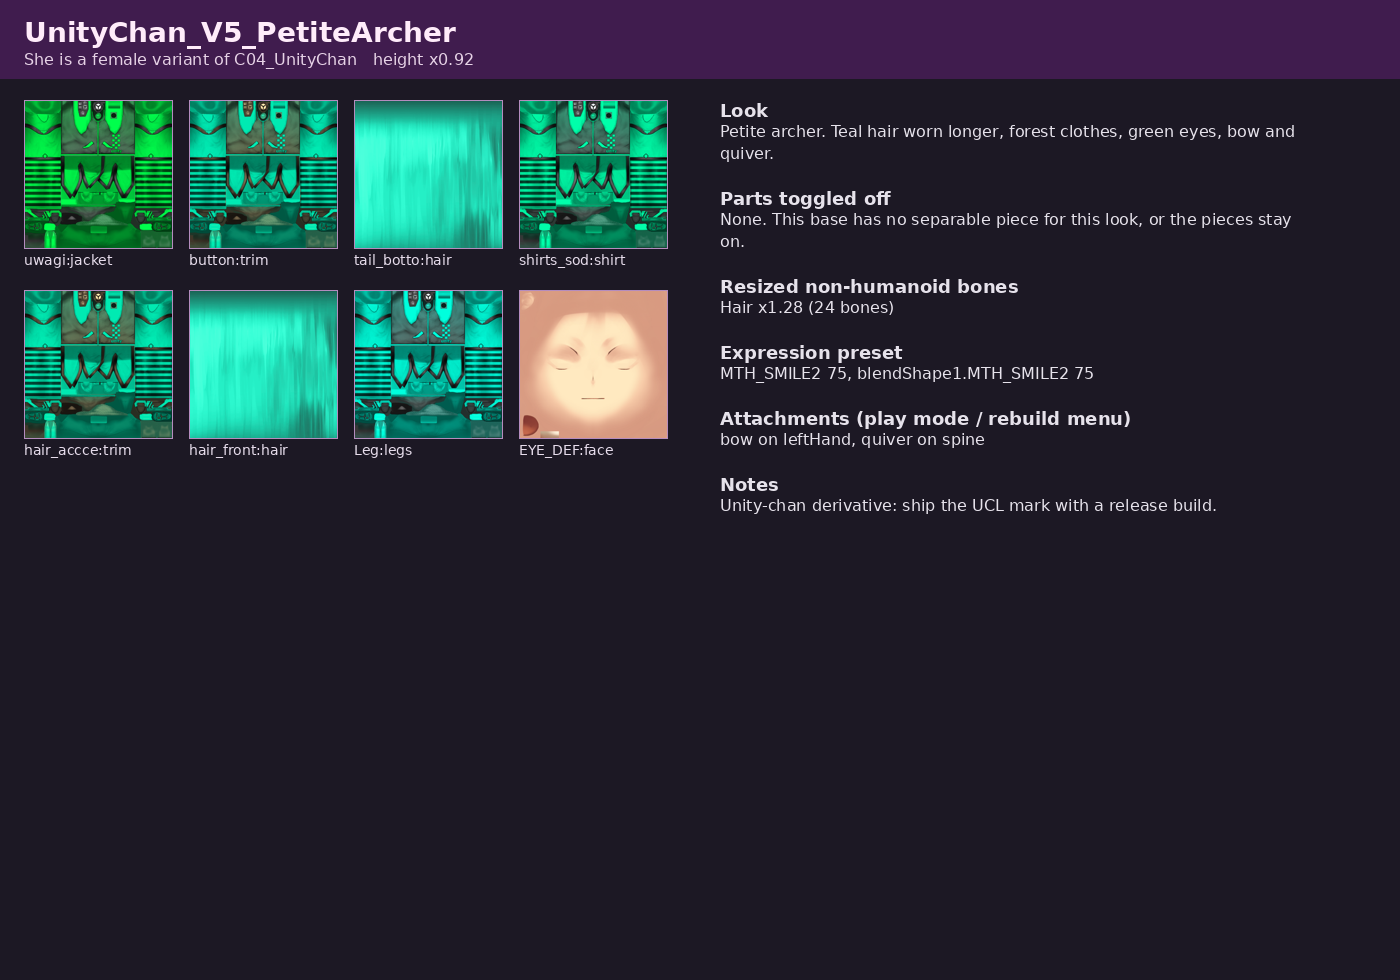 UnityChan_V5_PetiteArcher
She is a female variant of C04_UnityChan   height x0.92
uwagi:jacket
button:trim
tail_botto:hair
shirts_sod:shirt
hair_accce:trim
hair_front:hair
Leg:legs
EYE_DEF:face
Look
Petite archer. Teal hair worn longer, forest clothes, green eyes, bow and
quiver.
Parts toggled off
None. This base has no separable piece for this look, or the pieces stay
on.
Resized non-humanoid bones
Hair x1.28 (24 bones)
Expression preset
MTH_SMILE2 75, blendShape1.MTH_SMILE2 75
Attachments (play mode / rebuild menu)
bow on leftHand, quiver on spine
Notes
Unity-chan derivative: ship the UCL mark with a release build.